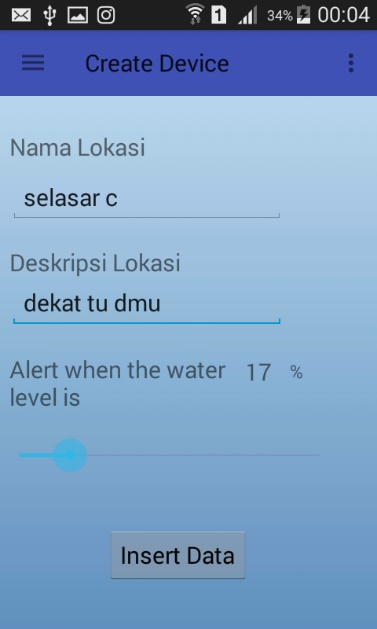 1 34% 00:04
Create Device
Nama Lokasi
selasar c
Deskripsi Lokasi
dekat tu dmu
Alert when the water 17 %
level is
Insert Data